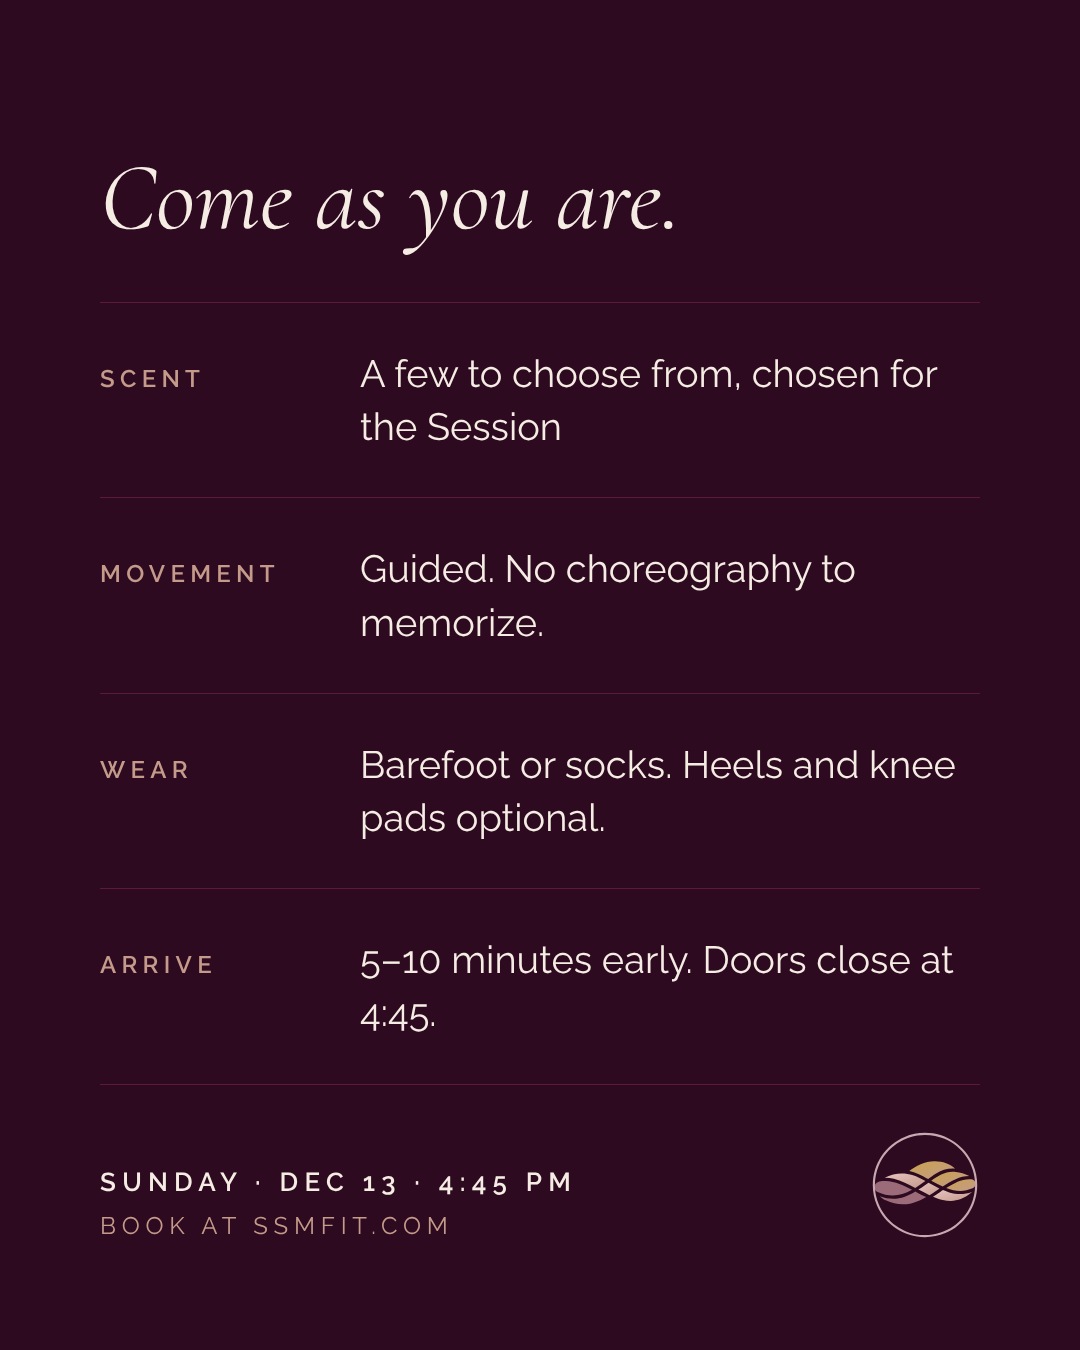 Come as you are.
SCENT
A few to choose from, chosen for
the Session
MOVEMENT
Guided. No choreography to
memorize.
WEAR
Barefoot or socks. Heels and knee
pads optional.
ARRIVE
5–10 minutes early. Doors close at
4:45.
SUNDAY · DEC 13 · 4:45 PM
BOOK AT SSMFIT.COM